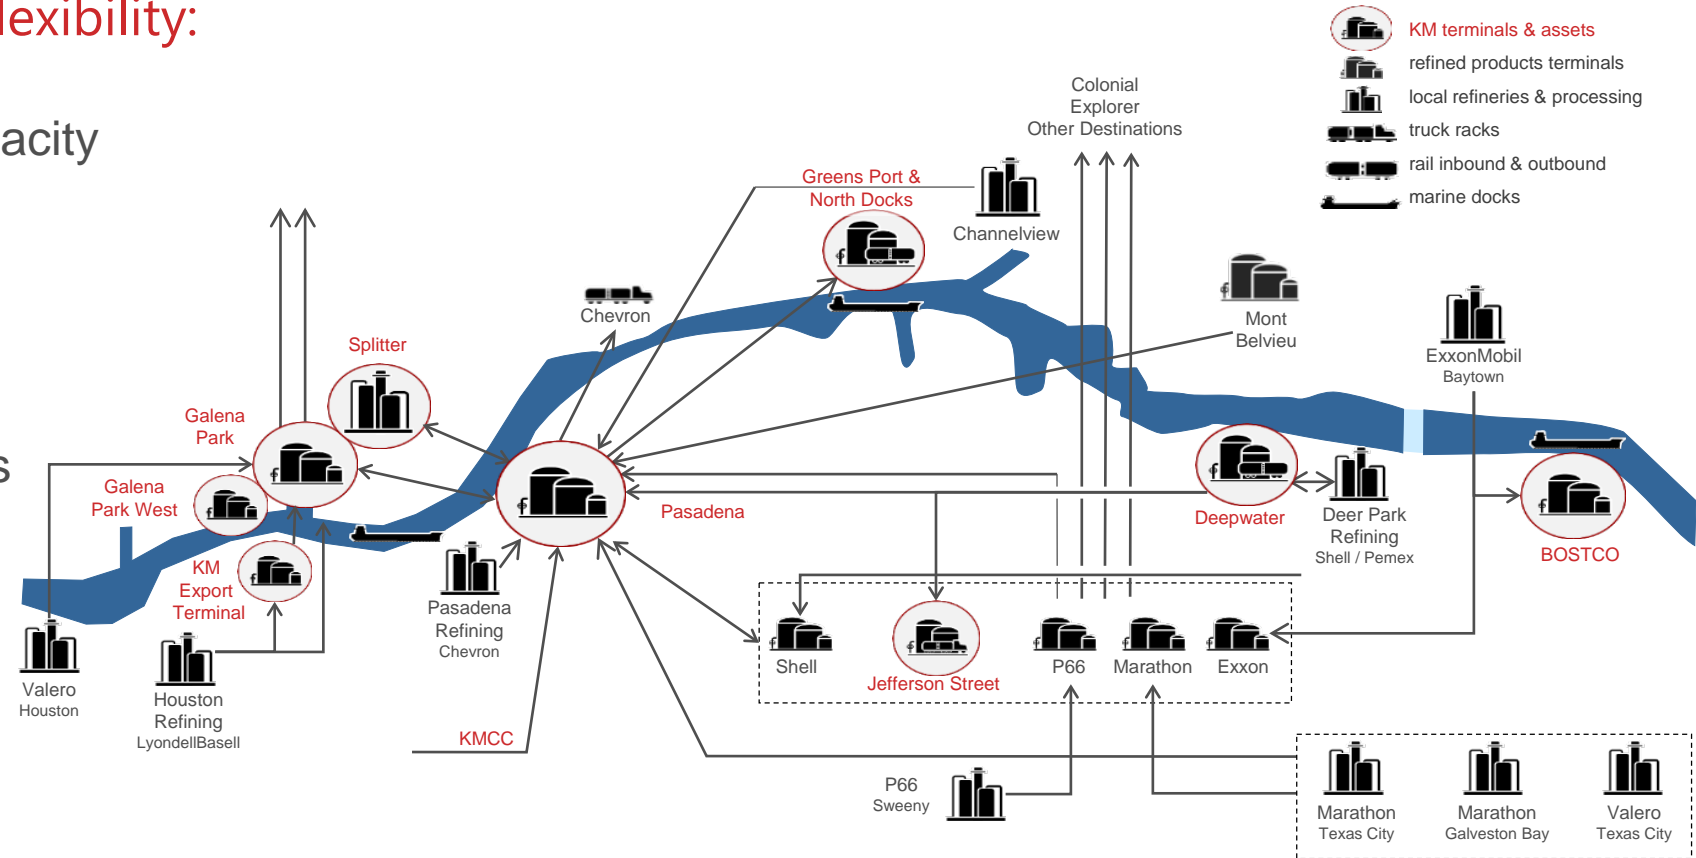 lexibility:
acity
s
KM terminals & assets
refined products terminals
local refineries & processing
truck racks
rail inbound & outbound
marine docks
Colonial
Explorer
Other Destinations
Greens Port &
North Docks
Channelview
Chevron
Mont
Belvieu
ExxonMobil
Baytown
Splitter
Galena
Park
Galena
Park West
Pasadena
Deepwater
Deer Park
Refining
Shell / Pemex
BOSTCO
KM
Export
Terminal
Pasadena
Refining
Chevron
Shell
Jefferson Street
P66
Marathon
Exxon
Valero
Houston
Houston
Refining
LyondellBasell
KMCC
P66
Sweeny
Marathon
Texas City
Marathon
Galveston Bay
Valero
Texas City